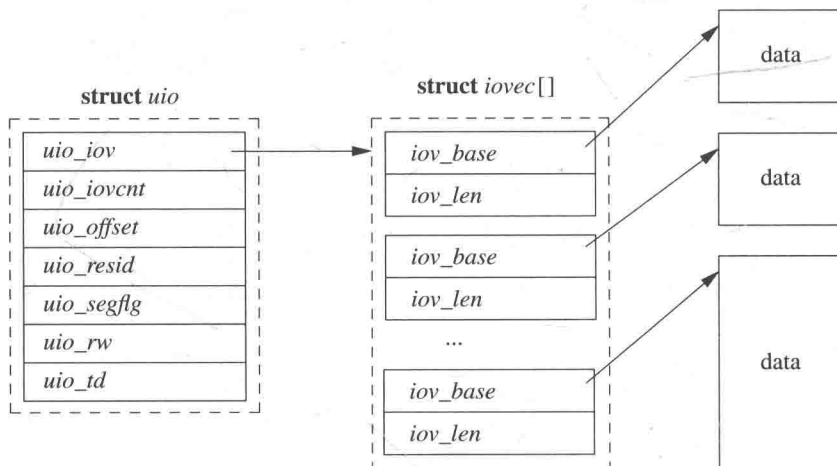 struct uio
uio_iov
uio_iovcnt
uio_offset
uio_resid
uio_segflg
uio_rw
uio_td
struct iovec[]
iov_base
iov_len
iov_base
iov_len
...
iov_base
iov_len
data
data
data